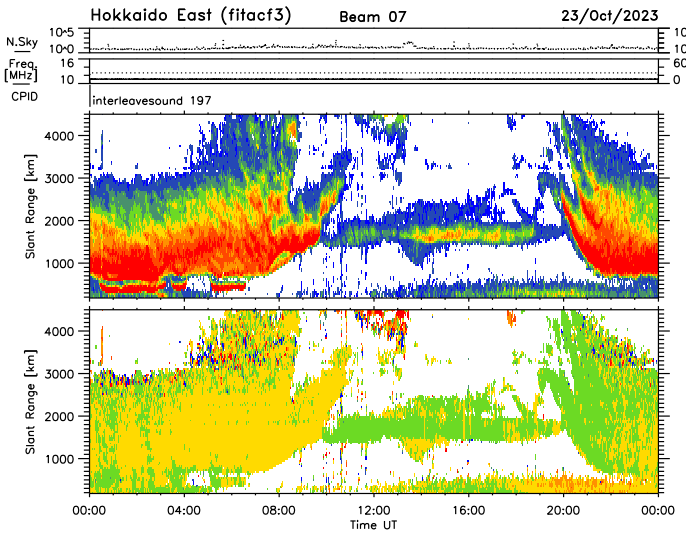 Hokkaido East (fitacf3) Beam 07 23/Oct/2023
N.Sky 10^5 10^0 10 10
Freq. [MHz] 16 10 60 0
CPID interleavesound 197
Slant Range [km] 4000 3000 2000 1000
Slant Range [km] 4000 3000 2000 1000
00:00 04:00 08:00 12:00 16:00 20:00 00:00
Time UT